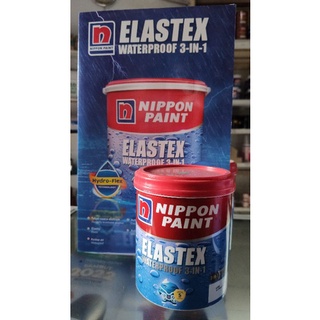 n
NIPPON PAINT
ELASTEX
WATERPROOF 3-IN-1
n
NIPPON
PAINT
ELASTEX
WATERPROOF 3-IN-1
Hydro-Flex
n
NIPPON
PAINT
ELASTEX
WATERPROOF 3-IN-1
2022